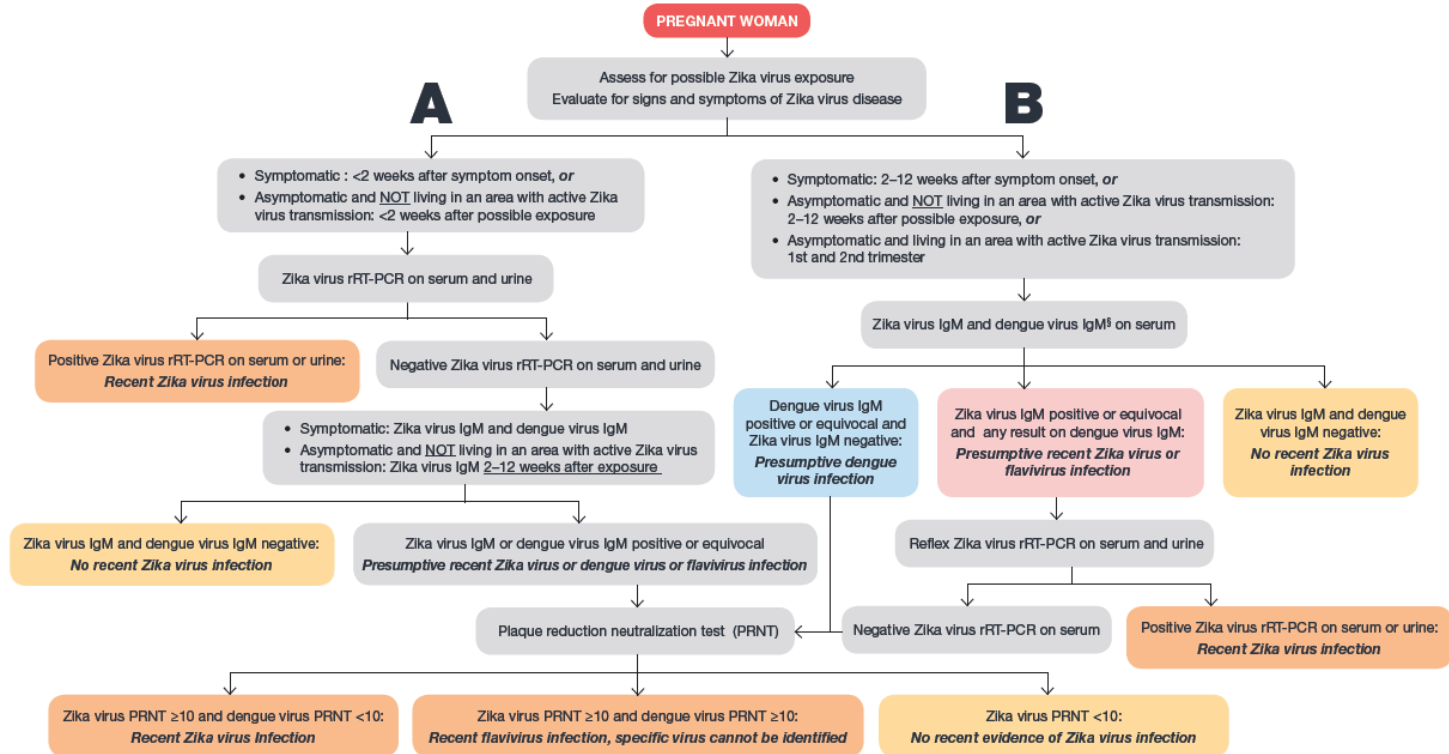 PREGNANT WOMAN
Assess for possible Zika virus exposure
Evaluate for signs and symptoms of Zika virus disease
A
B
• Symptomatic : <2 weeks after symptom onset, or
• Asymptomatic and NOT living in an area with active Zika
virus transmission: <2 weeks after possible exposure
• Symptomatic: 2–12 weeks after symptom onset, or
• Asymptomatic and NOT living in an area with active Zika virus transmission:
2–12 weeks after possible exposure, or
• Asymptomatic and living in an area with active Zika virus transmission:
1st and 2nd trimester
Zika virus rRT-PCR on serum and urine
Zika virus IgM and dengue virus IgM§ on serum
Positive Zika virus rRT-PCR on serum or urine:
Recent Zika virus infection
Negative Zika virus rRT-PCR on serum and urine
• Symptomatic: Zika virus IgM and dengue virus IgM
• Asymptomatic and NOT living in an area with active Zika virus
transmission: Zika virus IgM 2–12 weeks after exposure
Dengue virus IgM
positive or equivocal and
Zika virus IgM negative:
Presumptive dengue
virus infection
Zika virus IgM positive or equivocal
and any result on dengue virus IgM:
Presumptive recent Zika virus or
flavivirus infection
Zika virus IgM and dengue
virus IgM negative:
No recent Zika virus
infection
Zika virus IgM and dengue virus IgM negative:
No recent Zika virus infection
Zika virus IgM or dengue virus IgM positive or equivocal
Presumptive recent Zika virus or dengue virus or flavivirus infection
Reflex Zika virus rRT-PCR on serum and urine
Plaque reduction neutralization test (PRNT)
Negative Zika virus rRT-PCR on serum
Positive Zika virus rRT-PCR on serum or urine:
Recent Zika virus infection
Zika virus PRNT ≥10 and dengue virus PRNT <10:
Recent Zika virus Infection
Zika virus PRNT ≥10 and dengue virus PRNT ≥10:
Recent flavivirus infection, specific virus cannot be identified
Zika virus PRNT <10:
No recent evidence of Zika virus infection